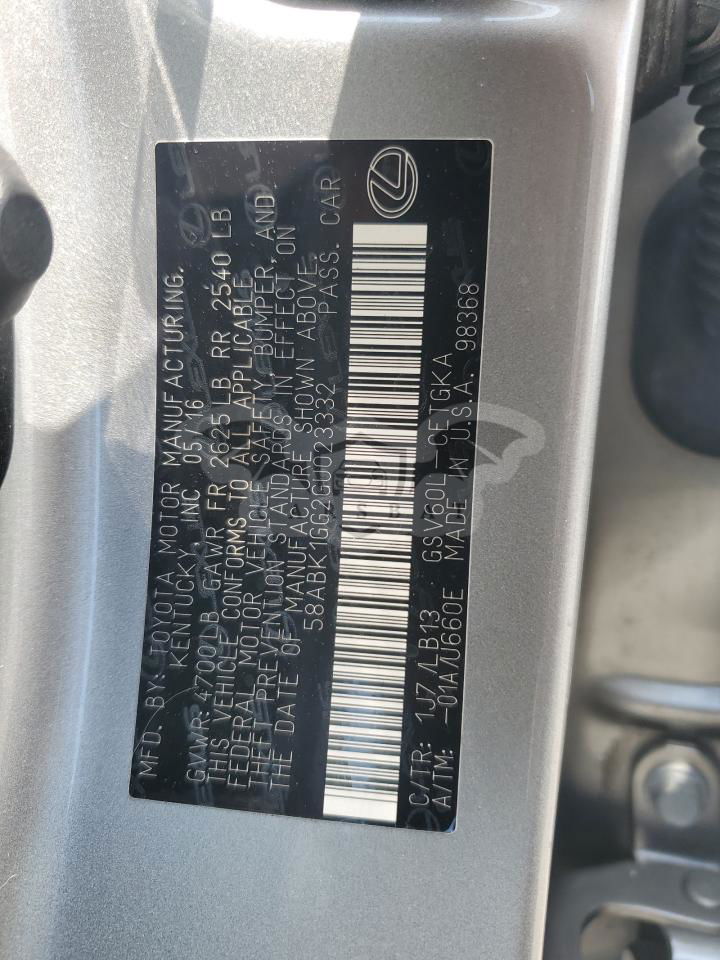 MFD. BY: TOYOTA MOTOR MANUFACTURING,
KENTUCKY, INC 05/16
GVWR: 4700LB GAWR FR 2625 LB RR 2540 LB
THIS VEHICLE CONFORMS TO ALL APPLICABLE
FEDERAL MOTOR VEHICLE SAFETY, BUMPER, AND
THEFT PREVENTION STANDARDS IN EFFECT ON
THE DATE OF MANUFACTURE SHOWN ABOVE.
58ABK1GG2GU023332 PASS. CAR
C/TR: 1J7/LB13 GSV60L-CETGKA
A/TM: -01A/U660E MADE IN U.S.A. 98368